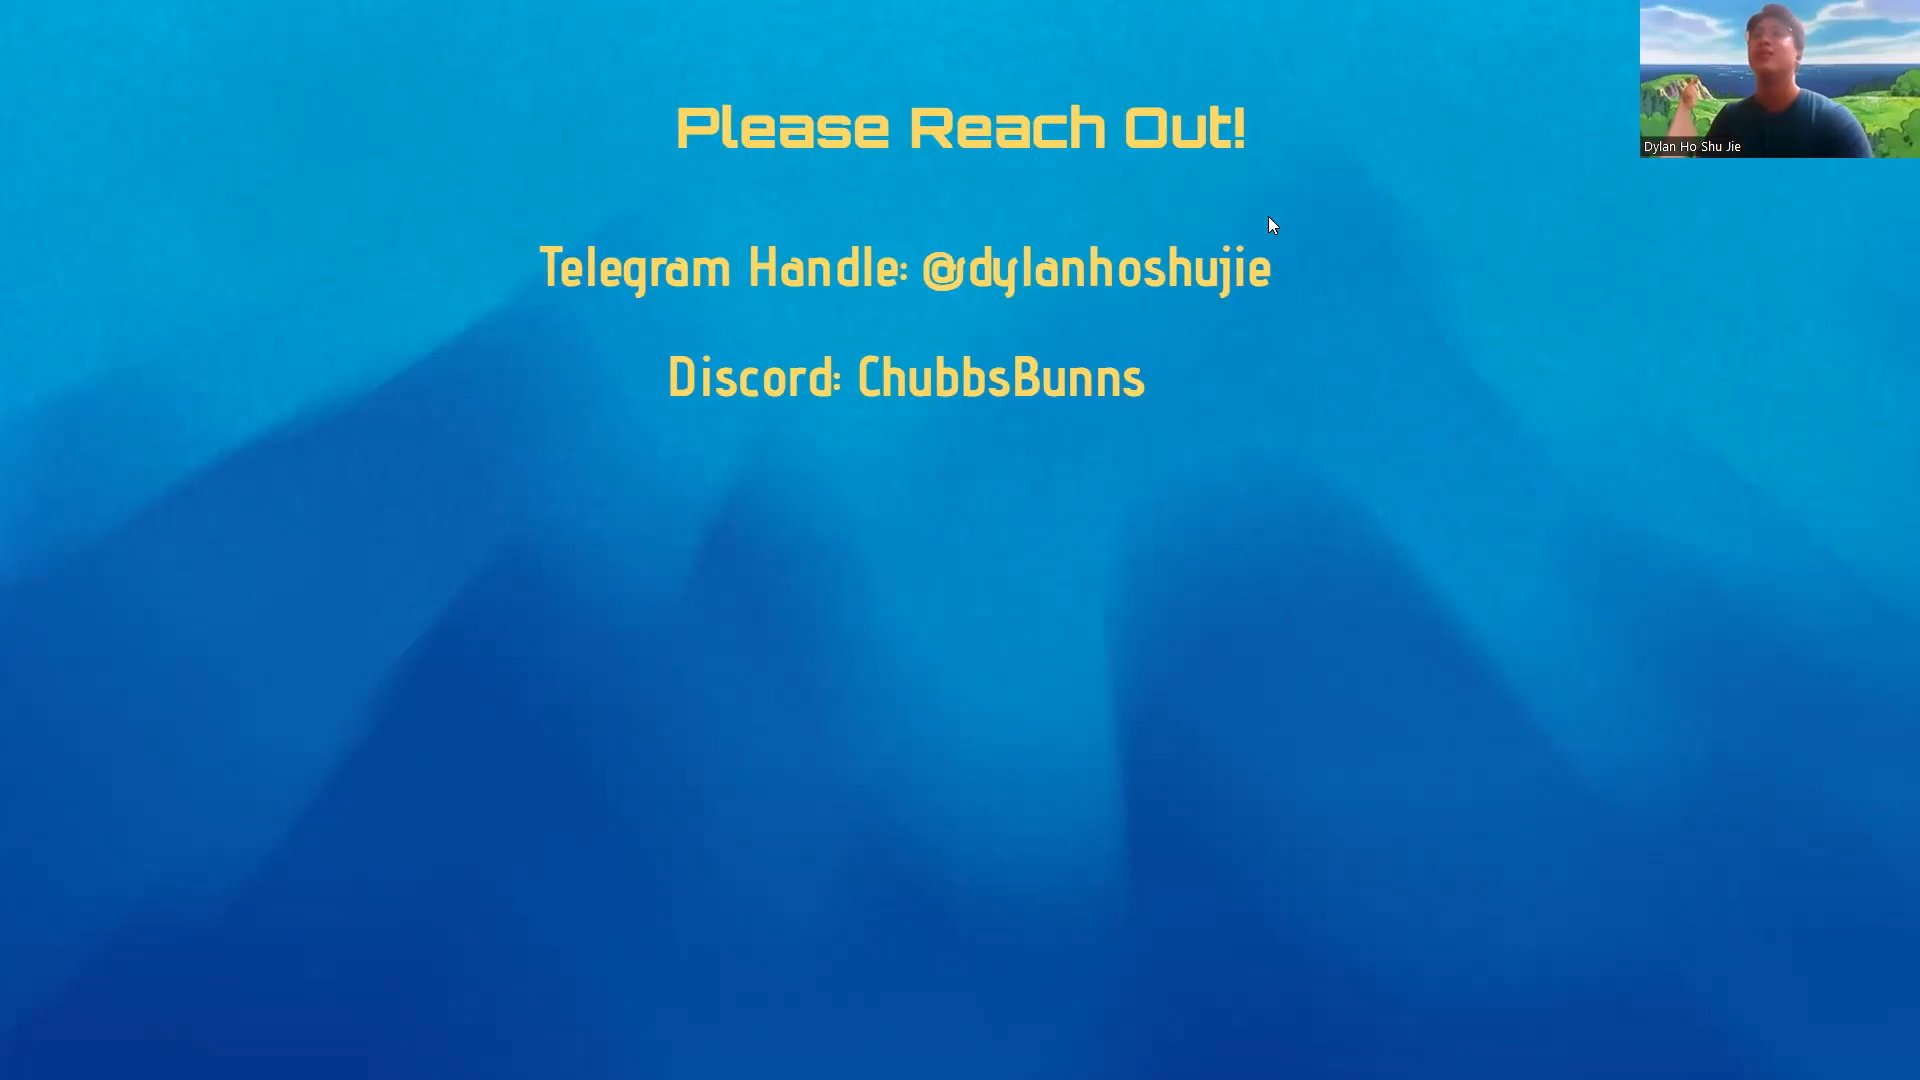 Please Reach Out!
Dylan Ho Shu Jie
Telegram Handle: @dylanhoshujie
Discord: ChubbsBunns